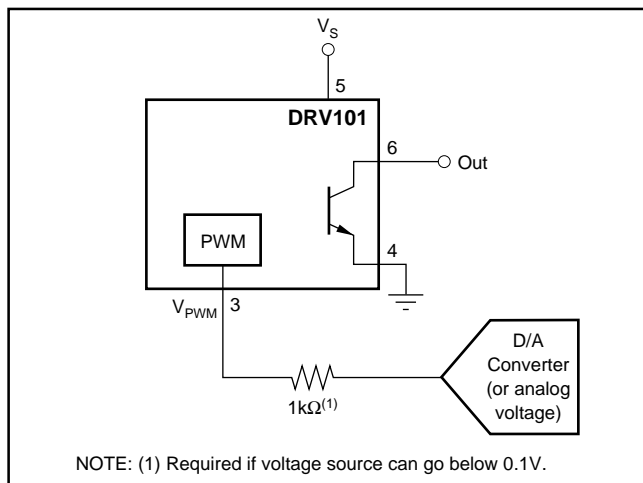 V_S
5
DRV101
6
Out
PWM
4
V_PWM
3
D/A
Converter
(or analog
voltage)
1kΩ(1)
NOTE: (1) Required if voltage source can go below 0.1V.